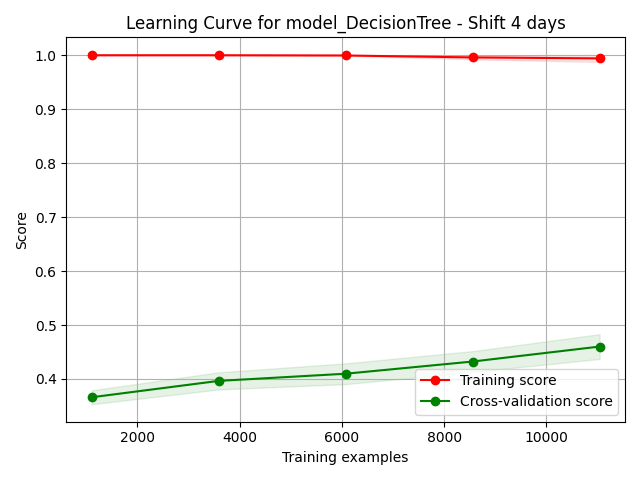 Learning Curve for model_DecisionTree - Shift 4 days
1.0
0.9
0.8
0.7
0.6
0.5
0.4
Score
Training score
Cross-validation score
2000 4000 6000 8000 10000
Training examples